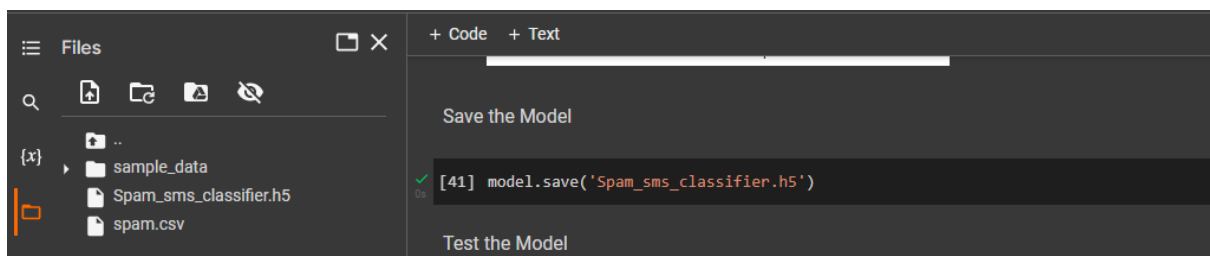 Files
{x}
..
sample_data
Spam_sms_classifier.h5
spam.csv
+ Code + Text
Save the Model
[41] model.save('Spam_sms_classifier.h5')
0s
Test the Model